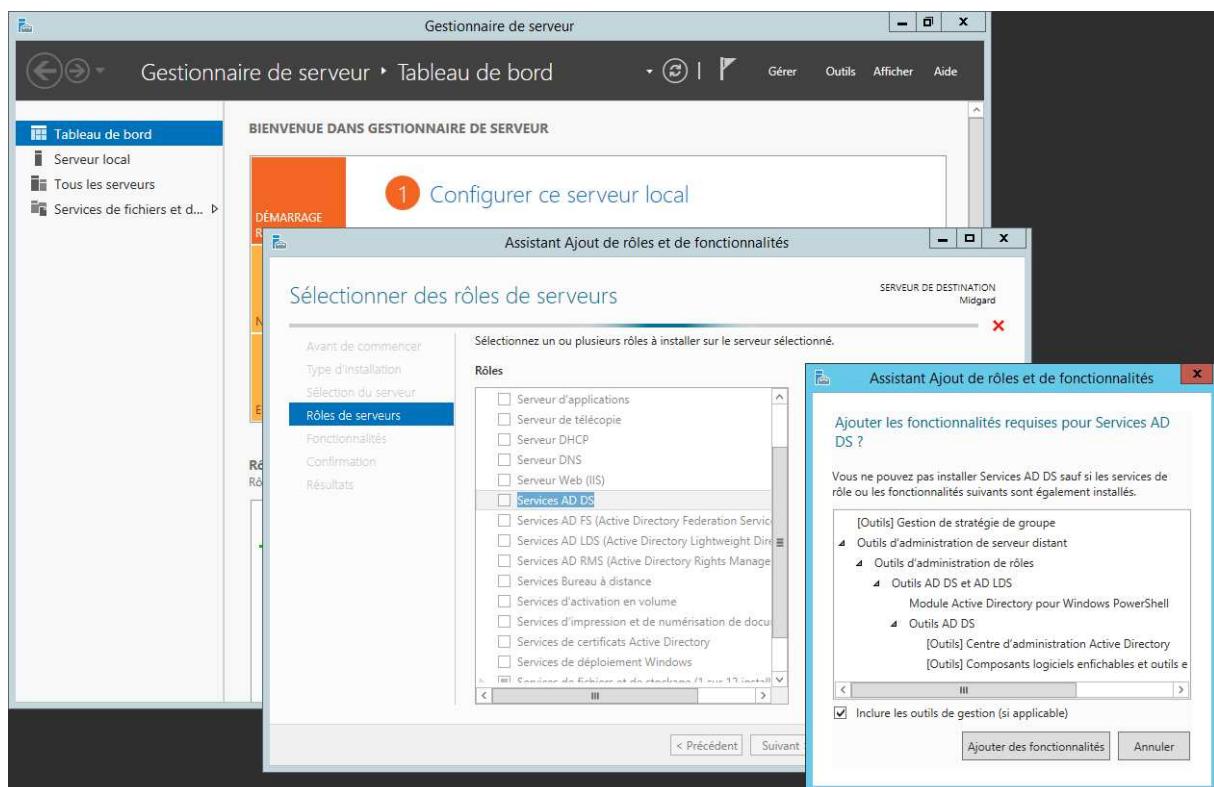 Gestionnaire de serveur
Gestionnaire de serveur ‣ Tableau de bord
Gérer Outils Afficher Aide
Tableau de bord
Serveur local
Tous les serveurs
Services de fichiers et d...
BIENVENUE DANS GESTIONNAIRE DE SERVEUR
DÉMARRAGE
1 Configurer ce serveur local
Assistant Ajout de rôles et de fonctionnalités
Sélectionner des rôles de serveurs
SERVEUR DE DESTINATION
Midgard
Avant de commencer
Type d'installation
Sélection du serveur
Rôles de serveurs
Fonctionnalités
Confirmation
Résultats
Sélectionnez un ou plusieurs rôles à installer sur le serveur sélectionné.
Rôles
Serveur d'applications
Serveur de télécopie
Serveur DHCP
Serveur DNS
Serveur Web (IIS)
Services AD DS
Services AD FS (Active Directory Federation Servic
Services AD LDS (Active Directory Lightweight Dire
Services AD RMS (Active Directory Rights Manage
Services Bureau à distance
Services d'activation en volume
Services d'impression et de numérisation de docu
Services de certificats Active Directory
Services de déploiement Windows
Services de fichiers et de stockage (1 sur 12 install
< Précédent
Suivant
Assistant Ajout de rôles et de fonctionnalités
Ajouter les fonctionnalités requises pour Services AD
DS ?
Vous ne pouvez pas installer Services AD DS sauf si les services de
rôle ou les fonctionnalités suivants sont également installés.
[Outils] Gestion de stratégie de groupe
Outils d'administration de serveur distant
Outils d'administration de rôles
Outils AD DS et AD LDS
Module Active Directory pour Windows PowerShell
Outils AD DS
[Outils] Centre d'administration Active Directory
[Outils] Composants logiciels enfichables et outils e
Inclure les outils de gestion (si applicable)
Ajouter des fonctionnalités
Annuler